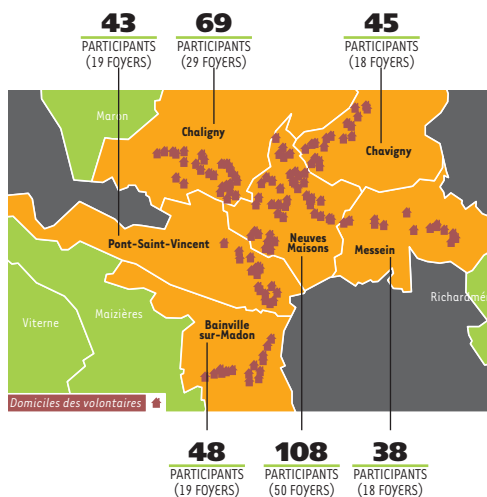 43
PARTICIPANTS
(19 FOYERS)
69
PARTICIPANTS
(29 FOYERS)
45
PARTICIPANTS
(18 FOYERS)
Maron
Chaligny
Chavigny
Pont-Saint-Vincent
Neuves
Maisons
Messein
Richarémé
Viterne
Maizières
Bainville
sur-Madon
Domiciles des volontaires
48
PARTICIPANTS
(19 FOYERS)
108
PARTICIPANTS
(50 FOYERS)
38
PARTICIPANTS
(18 FOYERS)